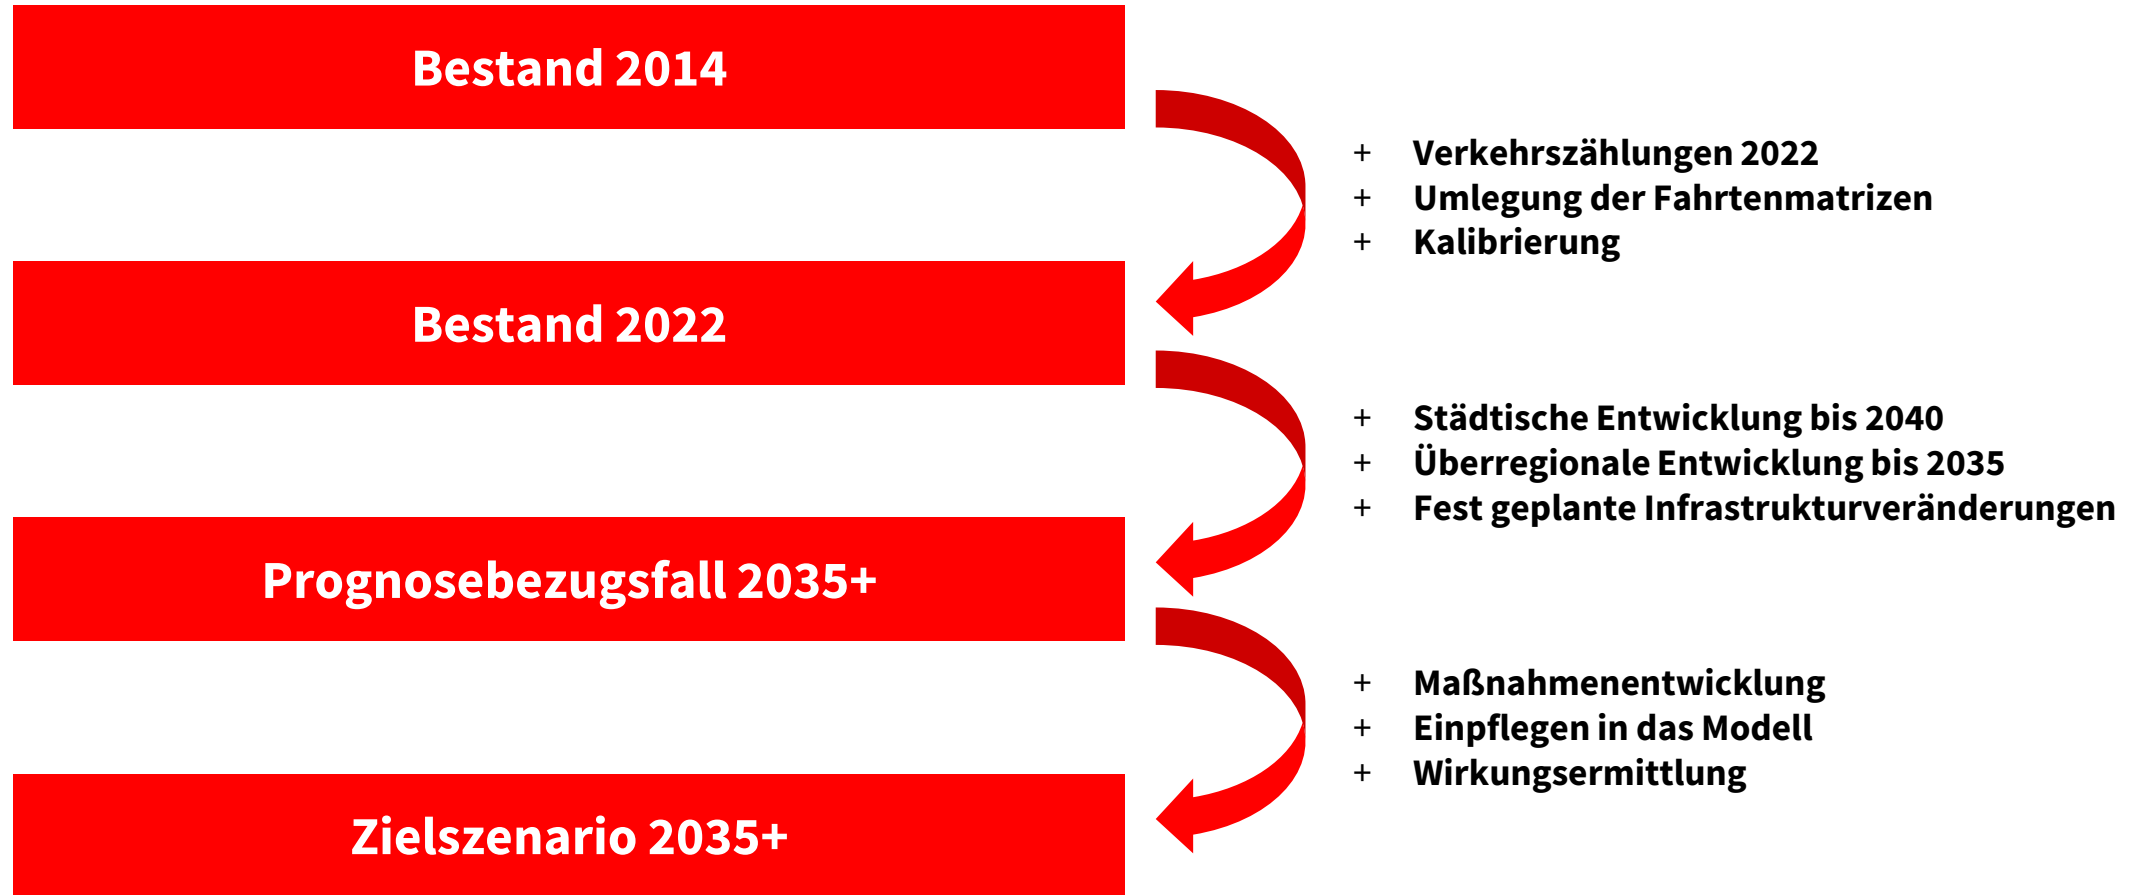 Bestand 2014
+ Verkehrszählungen 2022
+ Umlegung der Fahrtenmatrizen
+ Kalibrierung
Bestand 2022
+ Städtische Entwicklung bis 2040
+ Überregionale Entwicklung bis 2035
+ Fest geplante Infrastrukturveränderungen
Prognosebezugsfall 2035+
+ Maßnahmenentwicklung
+ Einpflegen in das Modell
+ Wirkungsermittlung
Zielszenario 2035+